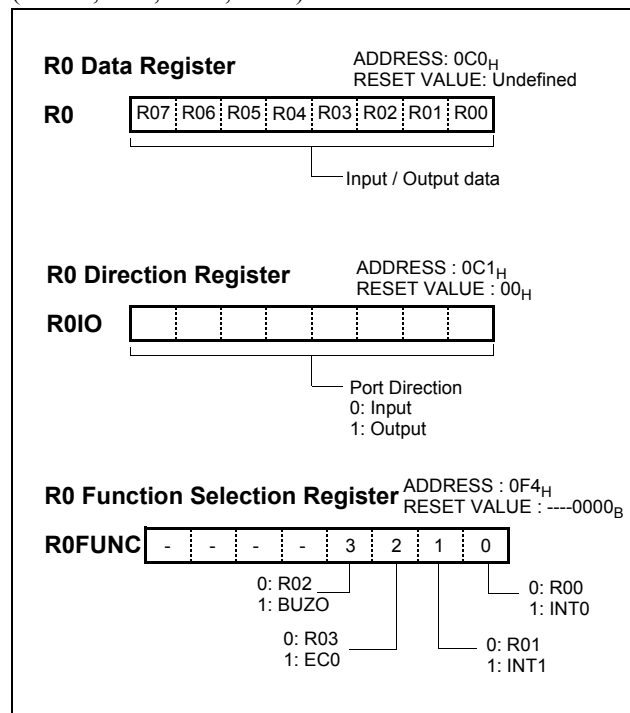 R0 Data Register
ADDRESS: 0C0H
RESET VALUE: Undefined
R0
R07 R06 R05 R04 R03 R02 R01 R00
Input / Output data
R0 Direction Register
ADDRESS : 0C1H
RESET VALUE : 00H
R0IO
Port Direction
0: Input
1: Output
R0 Function Selection Register
ADDRESS : 0F4H
RESET VALUE : ----0000B
R0FUNC
- - - - 3 2 1 0
0: R02
1: BUZO
0: R00
1: INT0
0: R03
1: EC0
0: R01
1: INT1